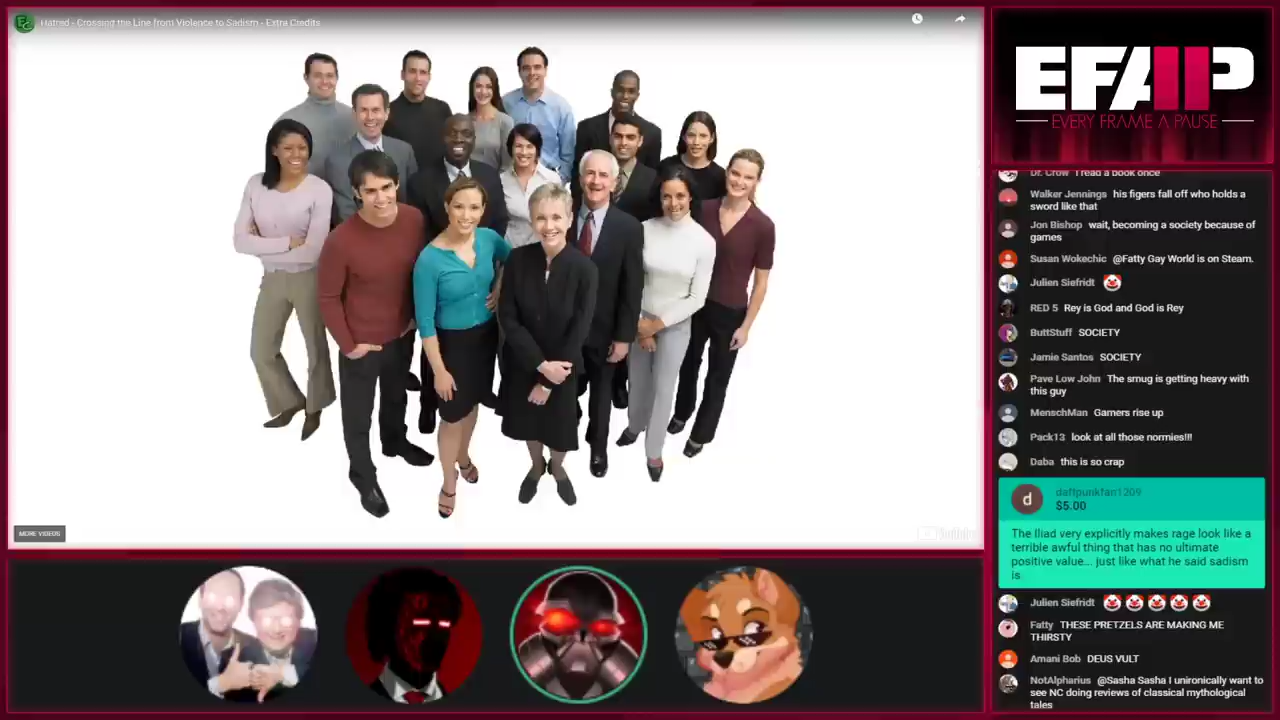 Hatred - Crossing the Line from Violence to Sadism - Extra Credits
MORE VIDEOS
EFAP
EVERY FRAME A PAUSE
Dr. Crow I read a book once
Walker Jennings his figers fall off who holds a
sword like that
Jon Bishop wait, becoming a society because of
games
Susan Wokechic @Fatty Gay World is on Steam.
Julien Siefridt
RED 5 Rey is God and God is Rey
ButtStuff SOCIETY
Jamie Santos SOCIETY
Pave Low John The smug is getting heavy with
this guy
MenschMan Gamers rise up
Pack13 look at all those normies!!!
Daba this is so crap
d
daftpunkfan1209
$5.00
The Iliad very explicitly makes rage look like a
terrible awful thing that has no ultimate
positive value... just like what he said sadism
is
Julien Siefridt
Fatty THESE PRETZELS ARE MAKING ME
THIRSTY
Amani Bob DEUS VULT
NotAlpharius @Sasha Sasha I unironically want to
see NC doing reviews of classical mythological
tales